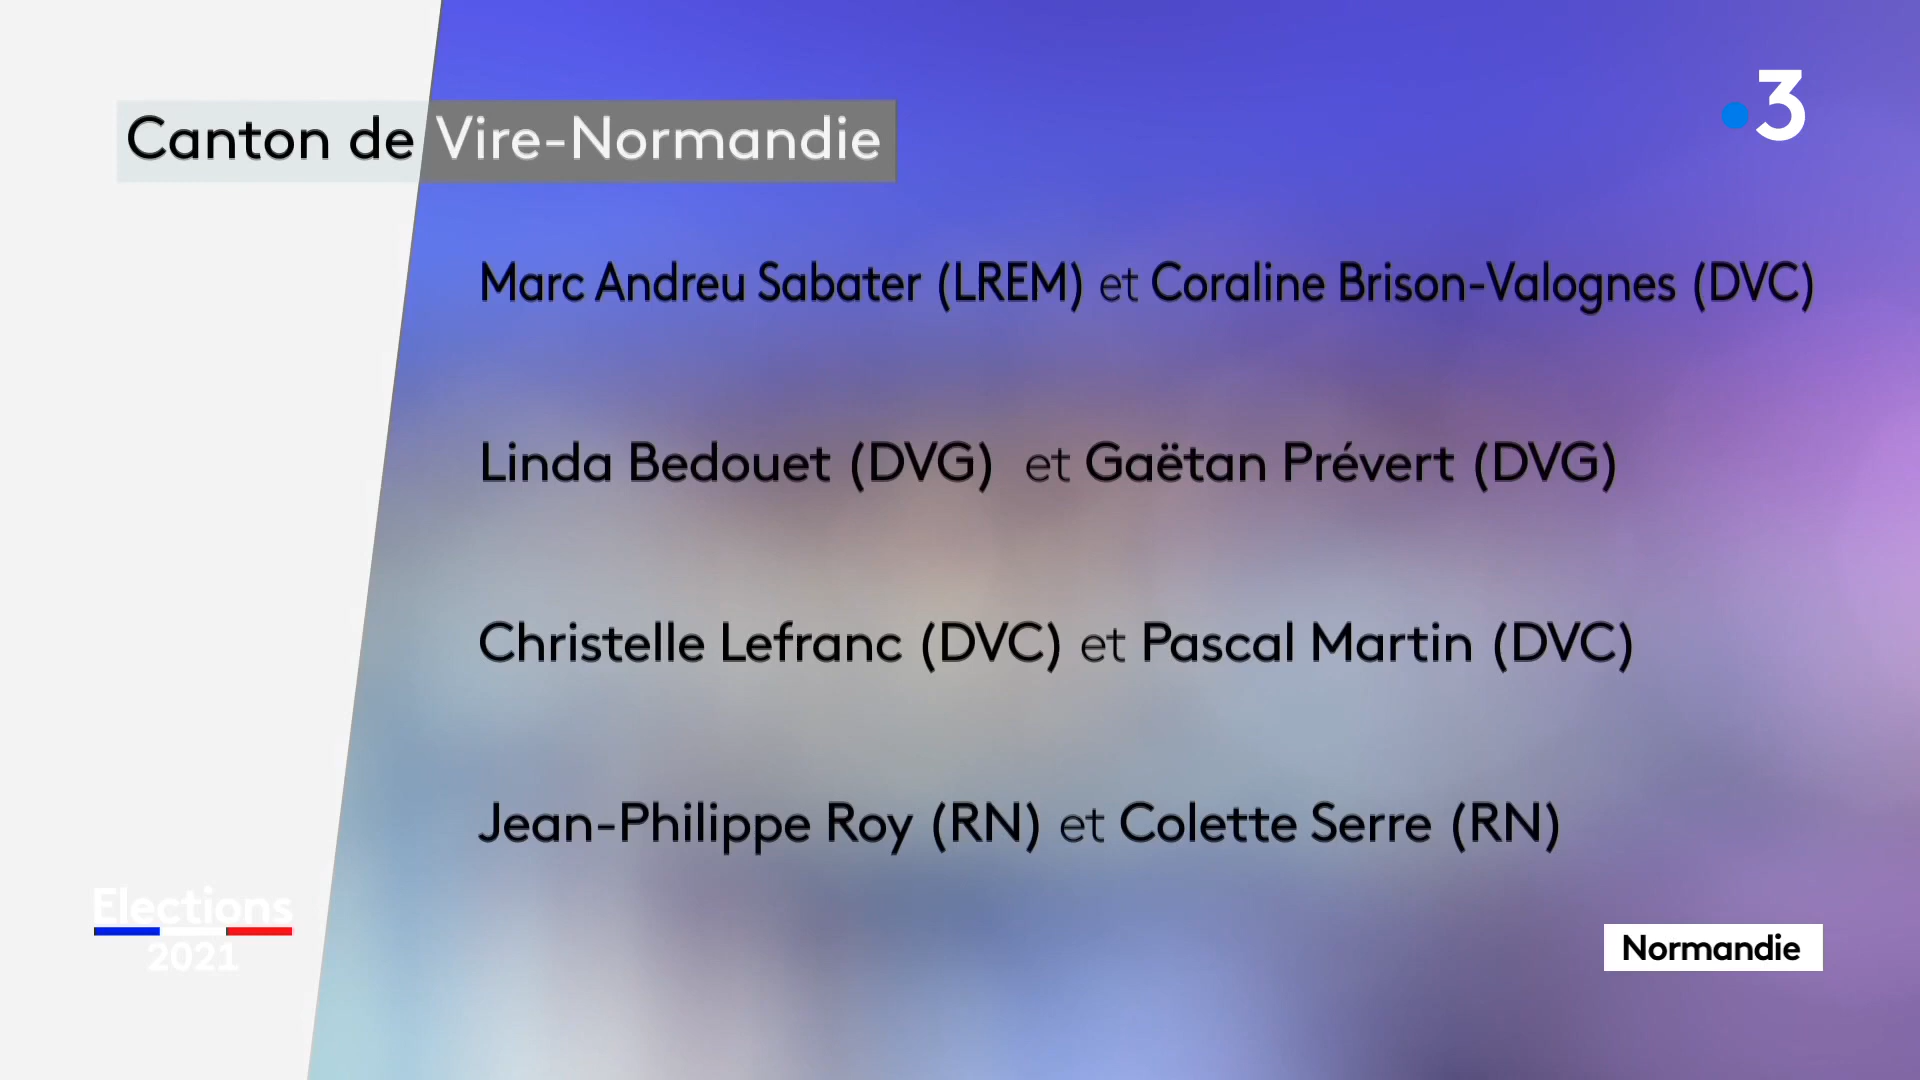 3
Canton de Vire-Normandie
Marc Andreu Sabater (LREM) et Coraline Brison-Valognes (DVC)
Linda Bedouet (DVG) et Gaëtan Prévert (DVG)
Christelle Lefranc (DVC) et Pascal Martin (DVC)
Jean-Philippe Roy (RN) et Colette Serre (RN)
Elections
2021
Normandie